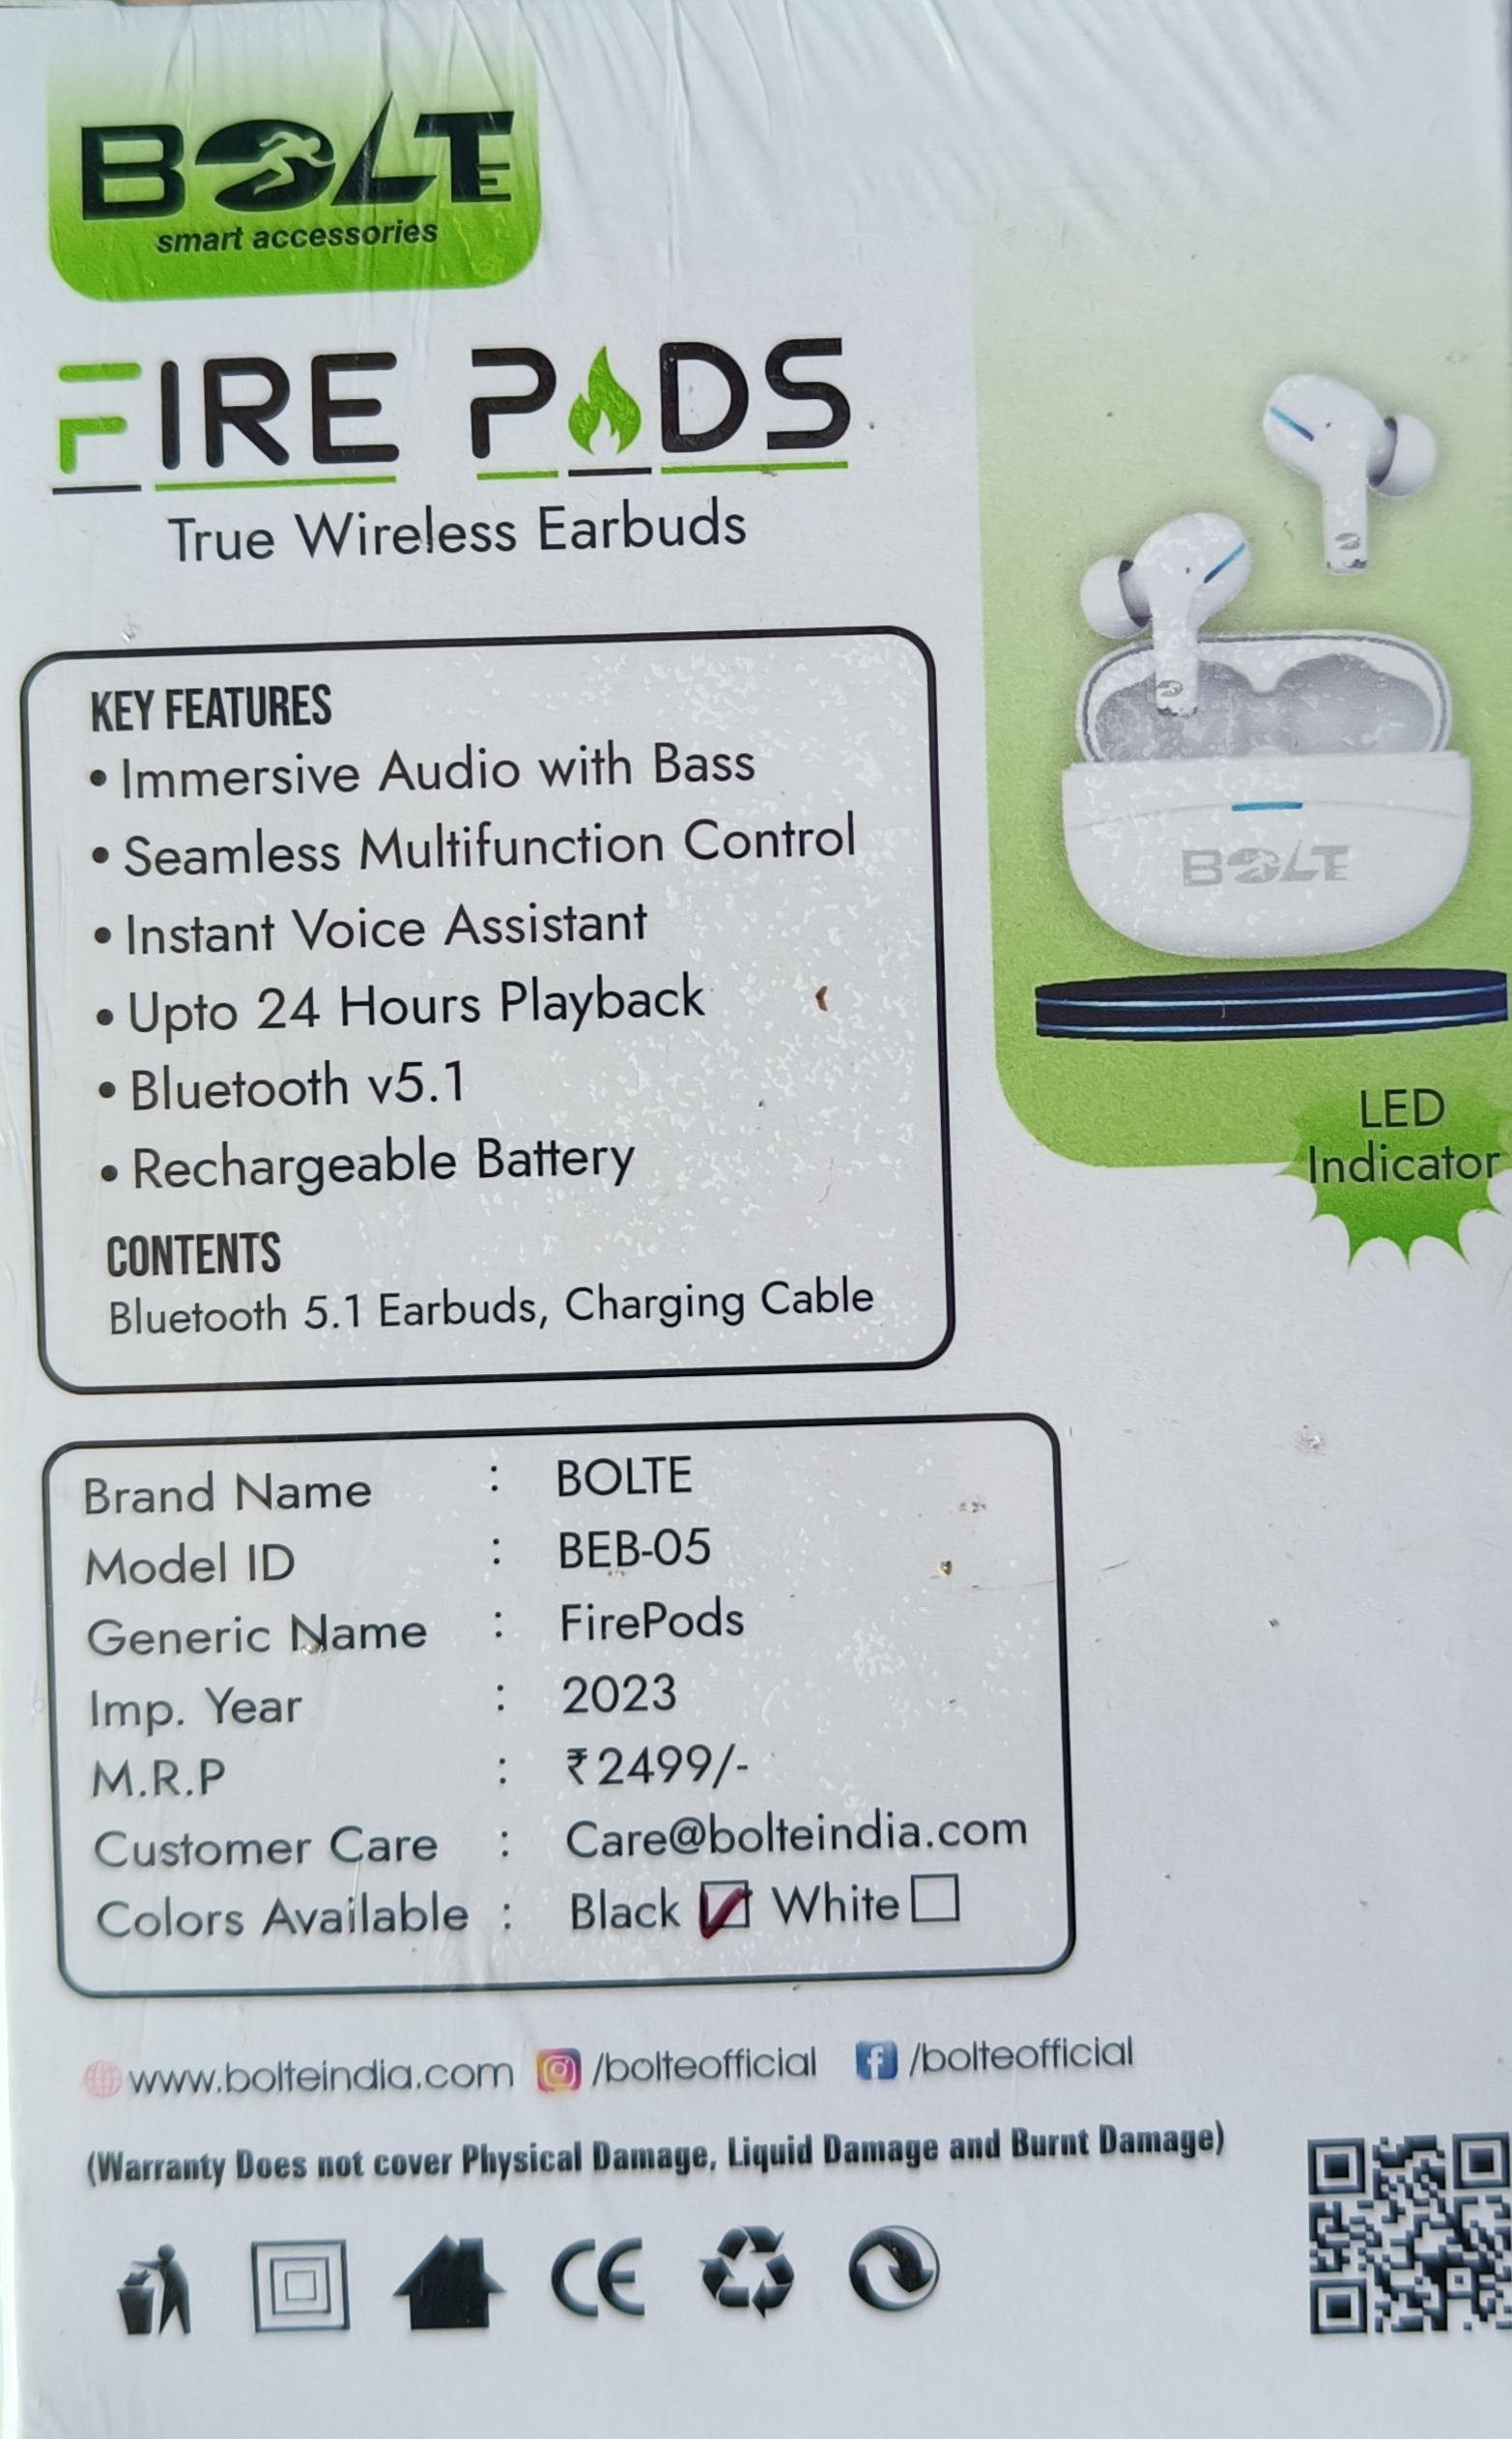 BOLTE
smart accessories
FIRE PODS
True Wireless Earbuds
KEY FEATURES
• Immersive Audio with Bass
• Seamless Multifunction Control
• Instant Voice Assistant
• Upto 24 Hours Playback
• Bluetooth v5.1
• Rechargeable Battery
CONTENTS
Bluetooth 5.1 Earbuds, Charging Cable
BOLTE
LED
Indicator
Brand Name : BOLTE
Model ID : BEB-05
Generic Name : FirePods
Imp. Year : 2023
M.R.P : ₹2499/-
Customer Care : Care@bolteindia.com
Colors Available : Black White
www.bolteindia.com /bolteofficial /bolteofficial
(Warranty Does not cover Physical Damage, Liquid Damage and Burnt Damage)
CE